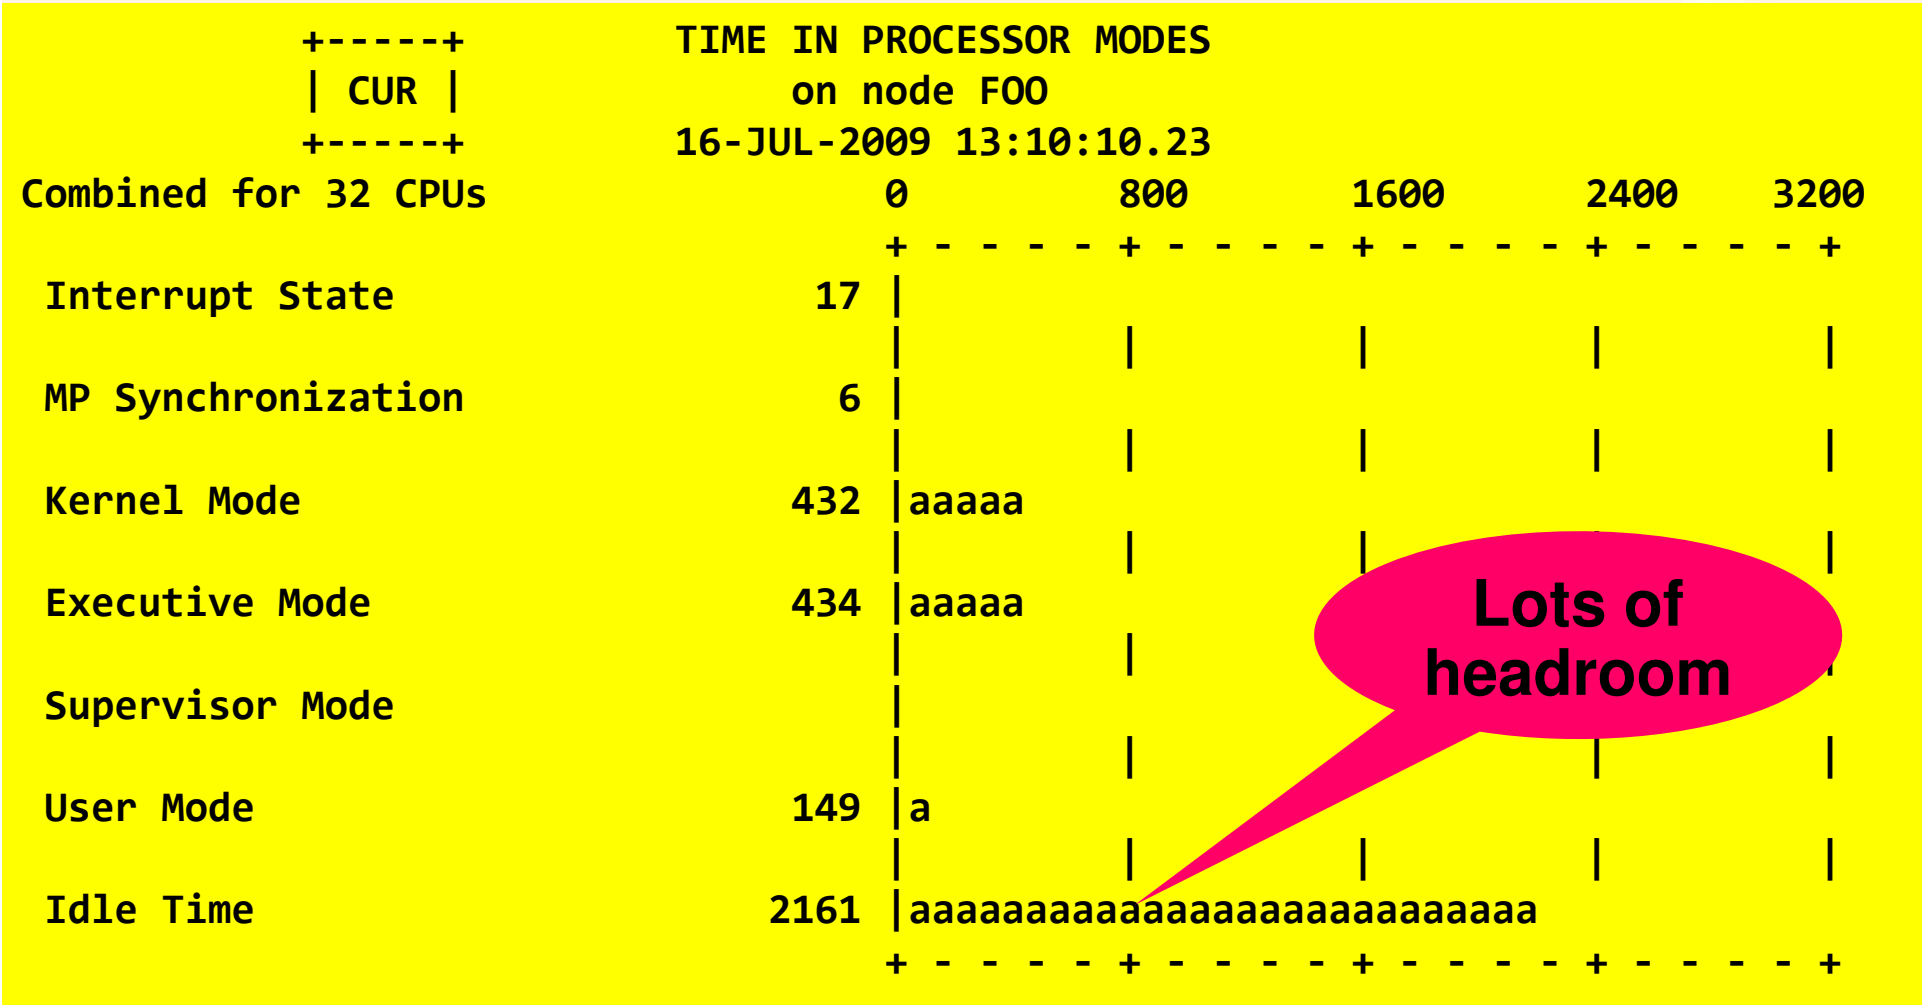 +-----+ TIME IN PROCESSOR MODES
| CUR | on node FOO
+-----+ 16-JUL-2009 13:10:10.23
Combined for 32 CPUs 0 800 1600 2400 3200
+ - - - - + - - - - + - - - - + - - - - +
Interrupt State 17 |
| | | | |
MP Synchronization 6 |
| | | | |
Kernel Mode 432 |aaaaa
| | | |
Executive Mode 434 |aaaaa
Lots of
headroom
| | |
Supervisor Mode |
| | | |
User Mode 149 |a
| | | | |
Idle Time 2161 |aaaaaaaaaaaaaaaaaaaaaaaaaaa
+ - - - - + - - - - + - - - - + - - - - +